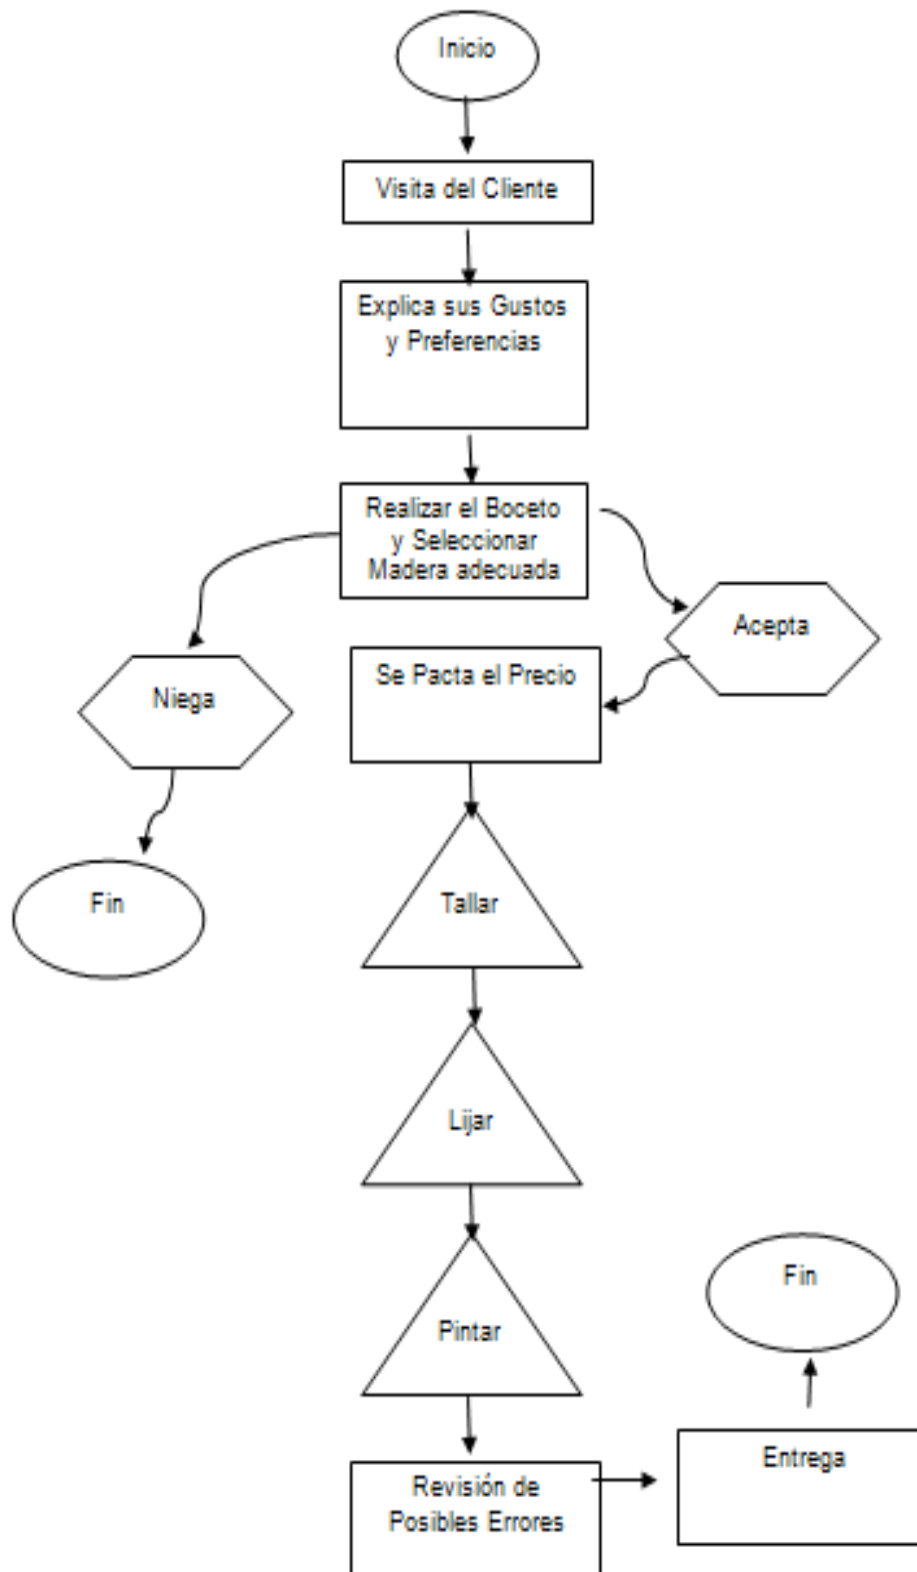 Inicio
Visita del Cliente
Explica sus Gustos
y Preferencias
Realizar el Boceto
y Seleccionar
Madera adecuada
Acepta
Niega
Se Pacta el Precio
Fin
Tallar
Lijar
Pintar
Revisión de
Posibles Errores
Entrega
Fin